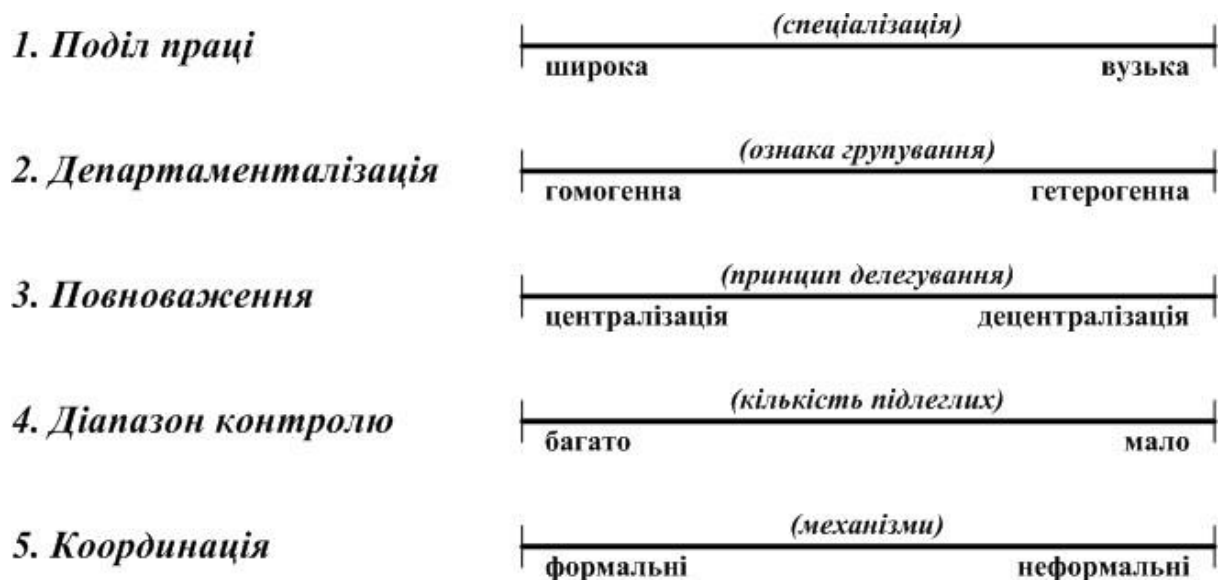 1. Поділ праці
(спеціалізація)
широка вузька
2. Департаменталізація
(ознака групування)
гомогенна гетерогенна
3. Повноваження
(принцип делегування)
централізація децентралізація
4. Діапазон контролю
(кількість підлеглих)
багато мало
5. Координація
(механізми)
формальні неформальні